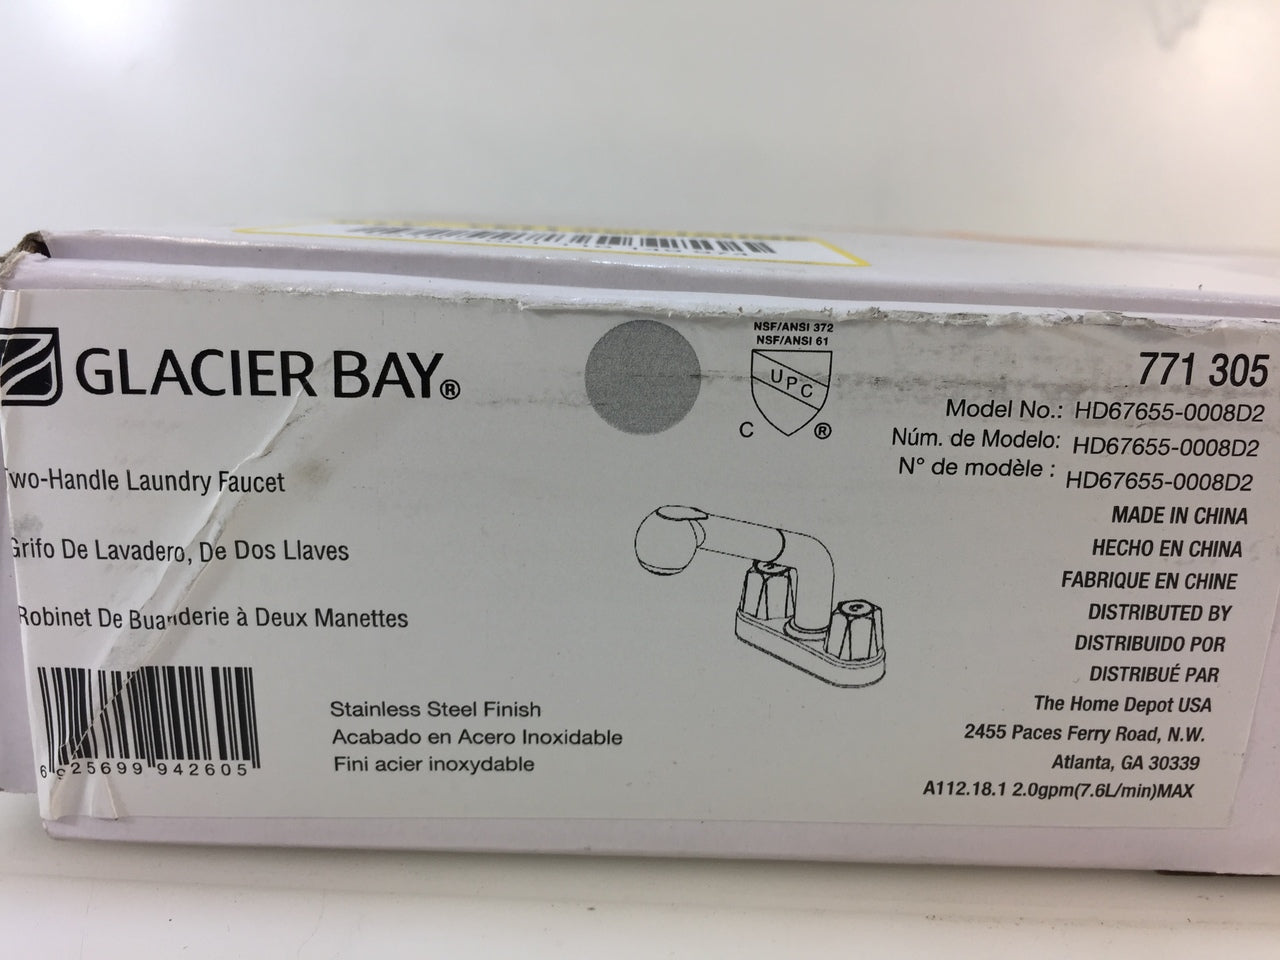 GLACIER BAY®
Two-Handle Laundry Faucet
Grifo De Lavadero, De Dos Llaves
Robinet De Buanderie à Deux Manettes
6 925699 942605
Stainless Steel Finish
Acabado en Acero Inoxidable
Fini acier inoxydable
NSF/ANSI 372
NSF/ANSI 61
UPC
C ®
771 305
Model No.: HD67655-0008D2
Núm. de Modelo: HD67655-0008D2
N° de modèle : HD67655-0008D2
MADE IN CHINA
HECHO EN CHINA
FABRIQUE EN CHINE
DISTRIBUTED BY
DISTRIBUIDO POR
DISTRIBUÉ PAR
The Home Depot USA
2455 Paces Ferry Road, N.W.
Atlanta, GA 30339
A112.18.1 2.0gpm(7.6L/min)MAX